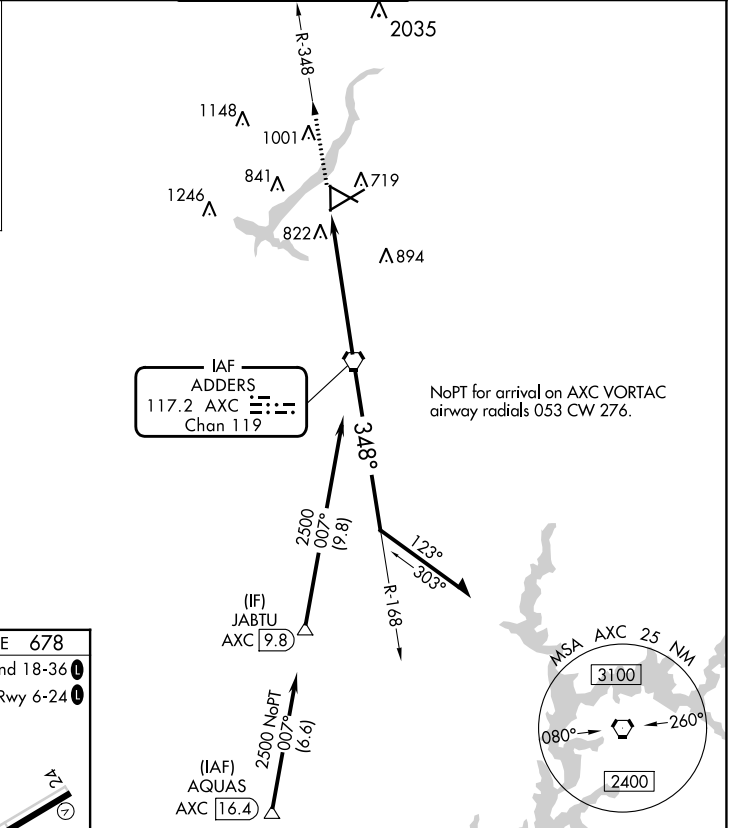 2035
R-348
1148
1001
841
719
1246
822
894
IAF
ADDERS
117.2 AXC
Chan 119
NoPT for arrival on AXC VORTAC
airway radials 053 CW 276.
348°
2500
007°
(9.8)
123°
303°
R-168
(IF)
JABTU
AXC 9.8
2500 NoPT
007°
(6.6)
(IAF)
AQUAS
AXC 16.4
MSA AXC 25 NM
3100
080°
260°
2400
E 678
nd 18-36 L
Rwy 6-24 L
24
V